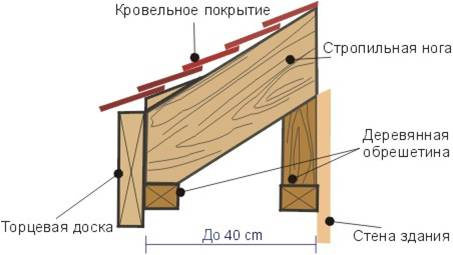 Кровельное покрытие
Стропильная нога
Деревянная
обрешетина
Торцевая доска
До 40 cm
Стена здания